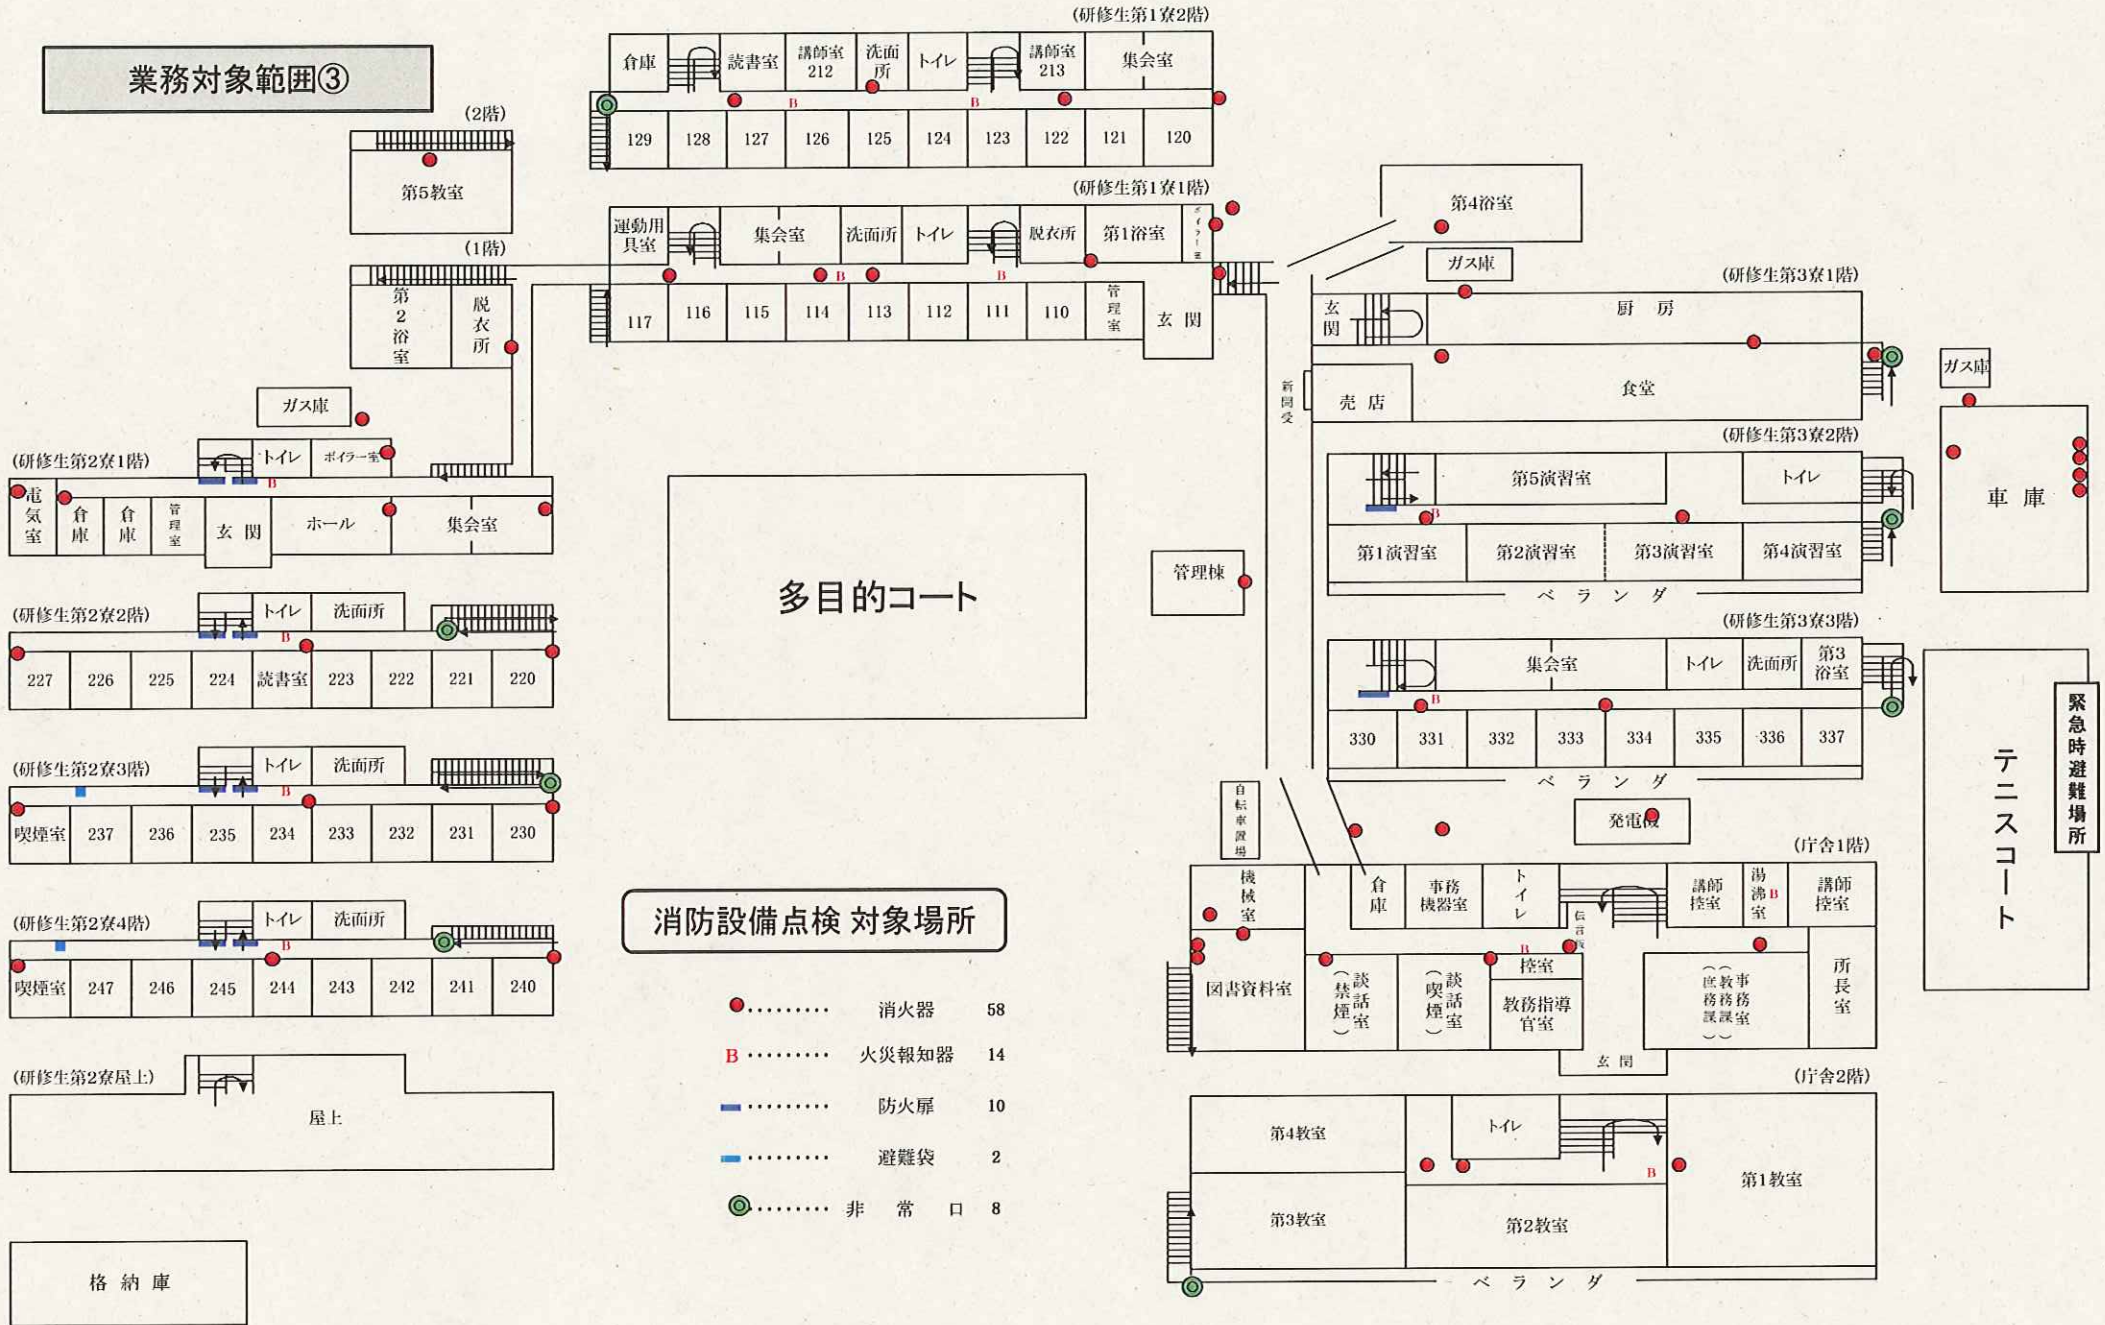 業務対象範囲③
(2階)
第5教室
(1階)
第2浴室
脱衣所
(研修生第1寮2階)
倉庫
読書室
講師室
212
洗面
所
トイレ
講師室
213
集会室
B
B
129
128
127
126
125
124
123
122
121
120
(研修生第1寮1階)
運動用
具室
集会室
洗面所
トイレ
脱衣所
第1浴室
B
B
117
116
115
114
113
112
111
110
管理室
玄関
ガス庫
(研修生第2寮1階)
トイレ
ボイラー室
B
電気室
倉庫
倉庫
管理室
玄関
ホール
集会室
(研修生第2寮2階)
トイレ
洗面所
B
227
226
225
224
読書室
223
222
221
220
(研修生第2寮3階)
トイレ
洗面所
B
喫煙室
237
236
235
234
233
232
231
230
(研修生第2寮4階)
トイレ
洗面所
B
喫煙室
247
246
245
244
243
242
241
240
(研修生第2寮屋上)
屋上
格納庫
多目的コート
消防設備点検 対象場所
消火器 58
B 火災報知器 14
防火扉 10
避難袋 2
非常口 8
第4浴室
ガス庫
(研修生第3寮1階)
玄関
厨房
食堂
売店
新聞受
ガス庫
車庫
(研修生第3寮2階)
第5演習室
トイレ
B
第1演習室
第2演習室
第3演習室
第4演習室
ベランダ
管理棟
(研修生第3寮3階)
集会室
トイレ
洗面所
第3
浴室
B
330
331
332
333
334
335
336
337
ベランダ
テニスコート
緊急時避難場所
自転車置場
発電機
(庁舎1階)
機械室
倉庫
事務
機器室
トイレ
講師
控室
湯沸室
B
講師
控室
図書資料室
談話室
(禁煙)
談話室
(喫煙)
B
控室
教務指導
官室
事務室
(教務課)
(庶務課)
所長室
玄関
(庁舎2階)
第4教室
トイレ
B
第1教室
第3教室
第2教室
ベランダ